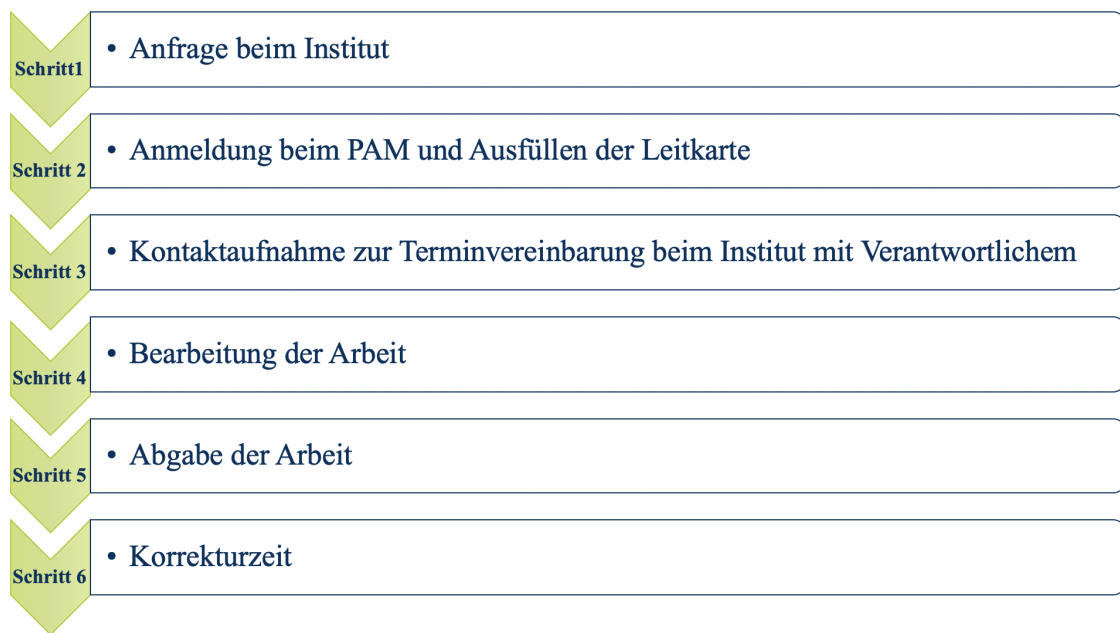 Schritt1
• Anfrage beim Institut
Schritt 2
• Anmeldung beim PAM und Ausfüllen der Leitkarte
Schritt 3
• Kontaktaufnahme zur Terminvereinbarung beim Institut mit Verantwortlichem
Schritt 4
• Bearbeitung der Arbeit
Schritt 5
• Abgabe der Arbeit
Schritt 6
• Korrekturzeit